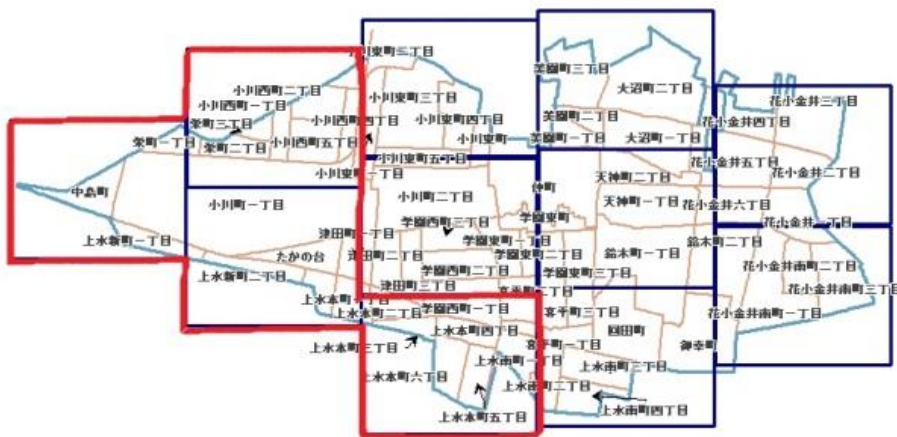 小川東町二丁目
美園町三丁目
小川西町二丁目
大沼町二丁目
小川西町一丁目
小川東町三丁目
花小金井三丁目
栄町三丁目
小川西町四丁目
小川東町四丁目
美園町二丁目
花小金井四丁目
栄町一丁目
栄町二丁目
小川西町五丁目
小川東町
美園町一丁目
大沼町一丁目
小川東町五丁目
花小金井五丁目
小川東町一丁目
天神町二丁目
花小金井二丁目
中島町
小川町二丁目
仲町
小川町一丁目
天神町一丁目
花小金井六丁目
学園西町三丁目
学園東町
花小金井一丁目
津田町一丁目
上水新町一丁目
学園東町一丁目
鈴木町二丁目
たかの台
津田町二丁目
学園東町二丁目
鈴木町一丁目
上水新町二丁目
学園西町二丁目
学園東町三丁目
花小金井南町二丁目
津田町三丁目
喜平町二丁目
花小金井南町三丁目
上水本町一丁目
学園西町一丁目
上水本町二丁目
喜平町三丁目
花小金井南町一丁目
上水本町四丁目
回田町
上水本町三丁目
喜平町一丁目
御幸町
上水南町一丁目
上水南町三丁目
上水本町六丁目
上水南町二丁目
上水本町五丁目
上水南町四丁目